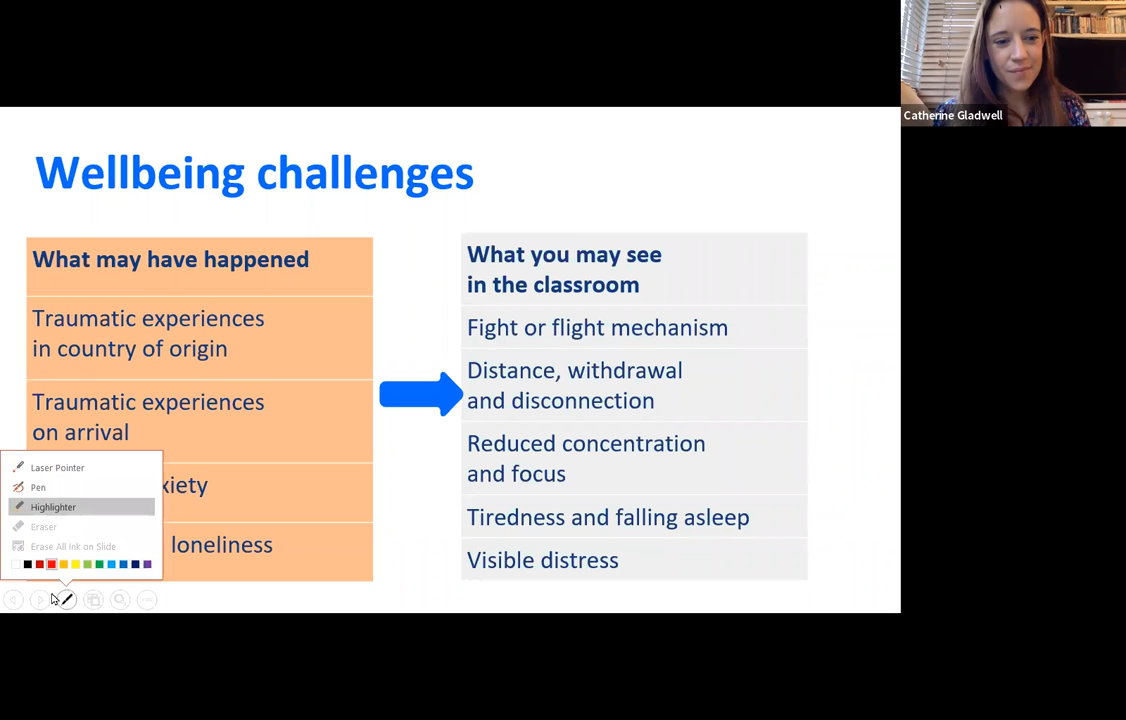 Catherine Gladwell
Wellbeing challenges
What may have happened
Traumatic experiences
in country of origin
Traumatic experiences
on arrival
loneliness
What you may see
in the classroom
Fight or flight mechanism
Distance, withdrawal
and disconnection
Reduced concentration
and focus
Tiredness and falling asleep
Visible distress
Laser Pointer
Pen
Highlighter
Eraser
Erase All Ink on Slide